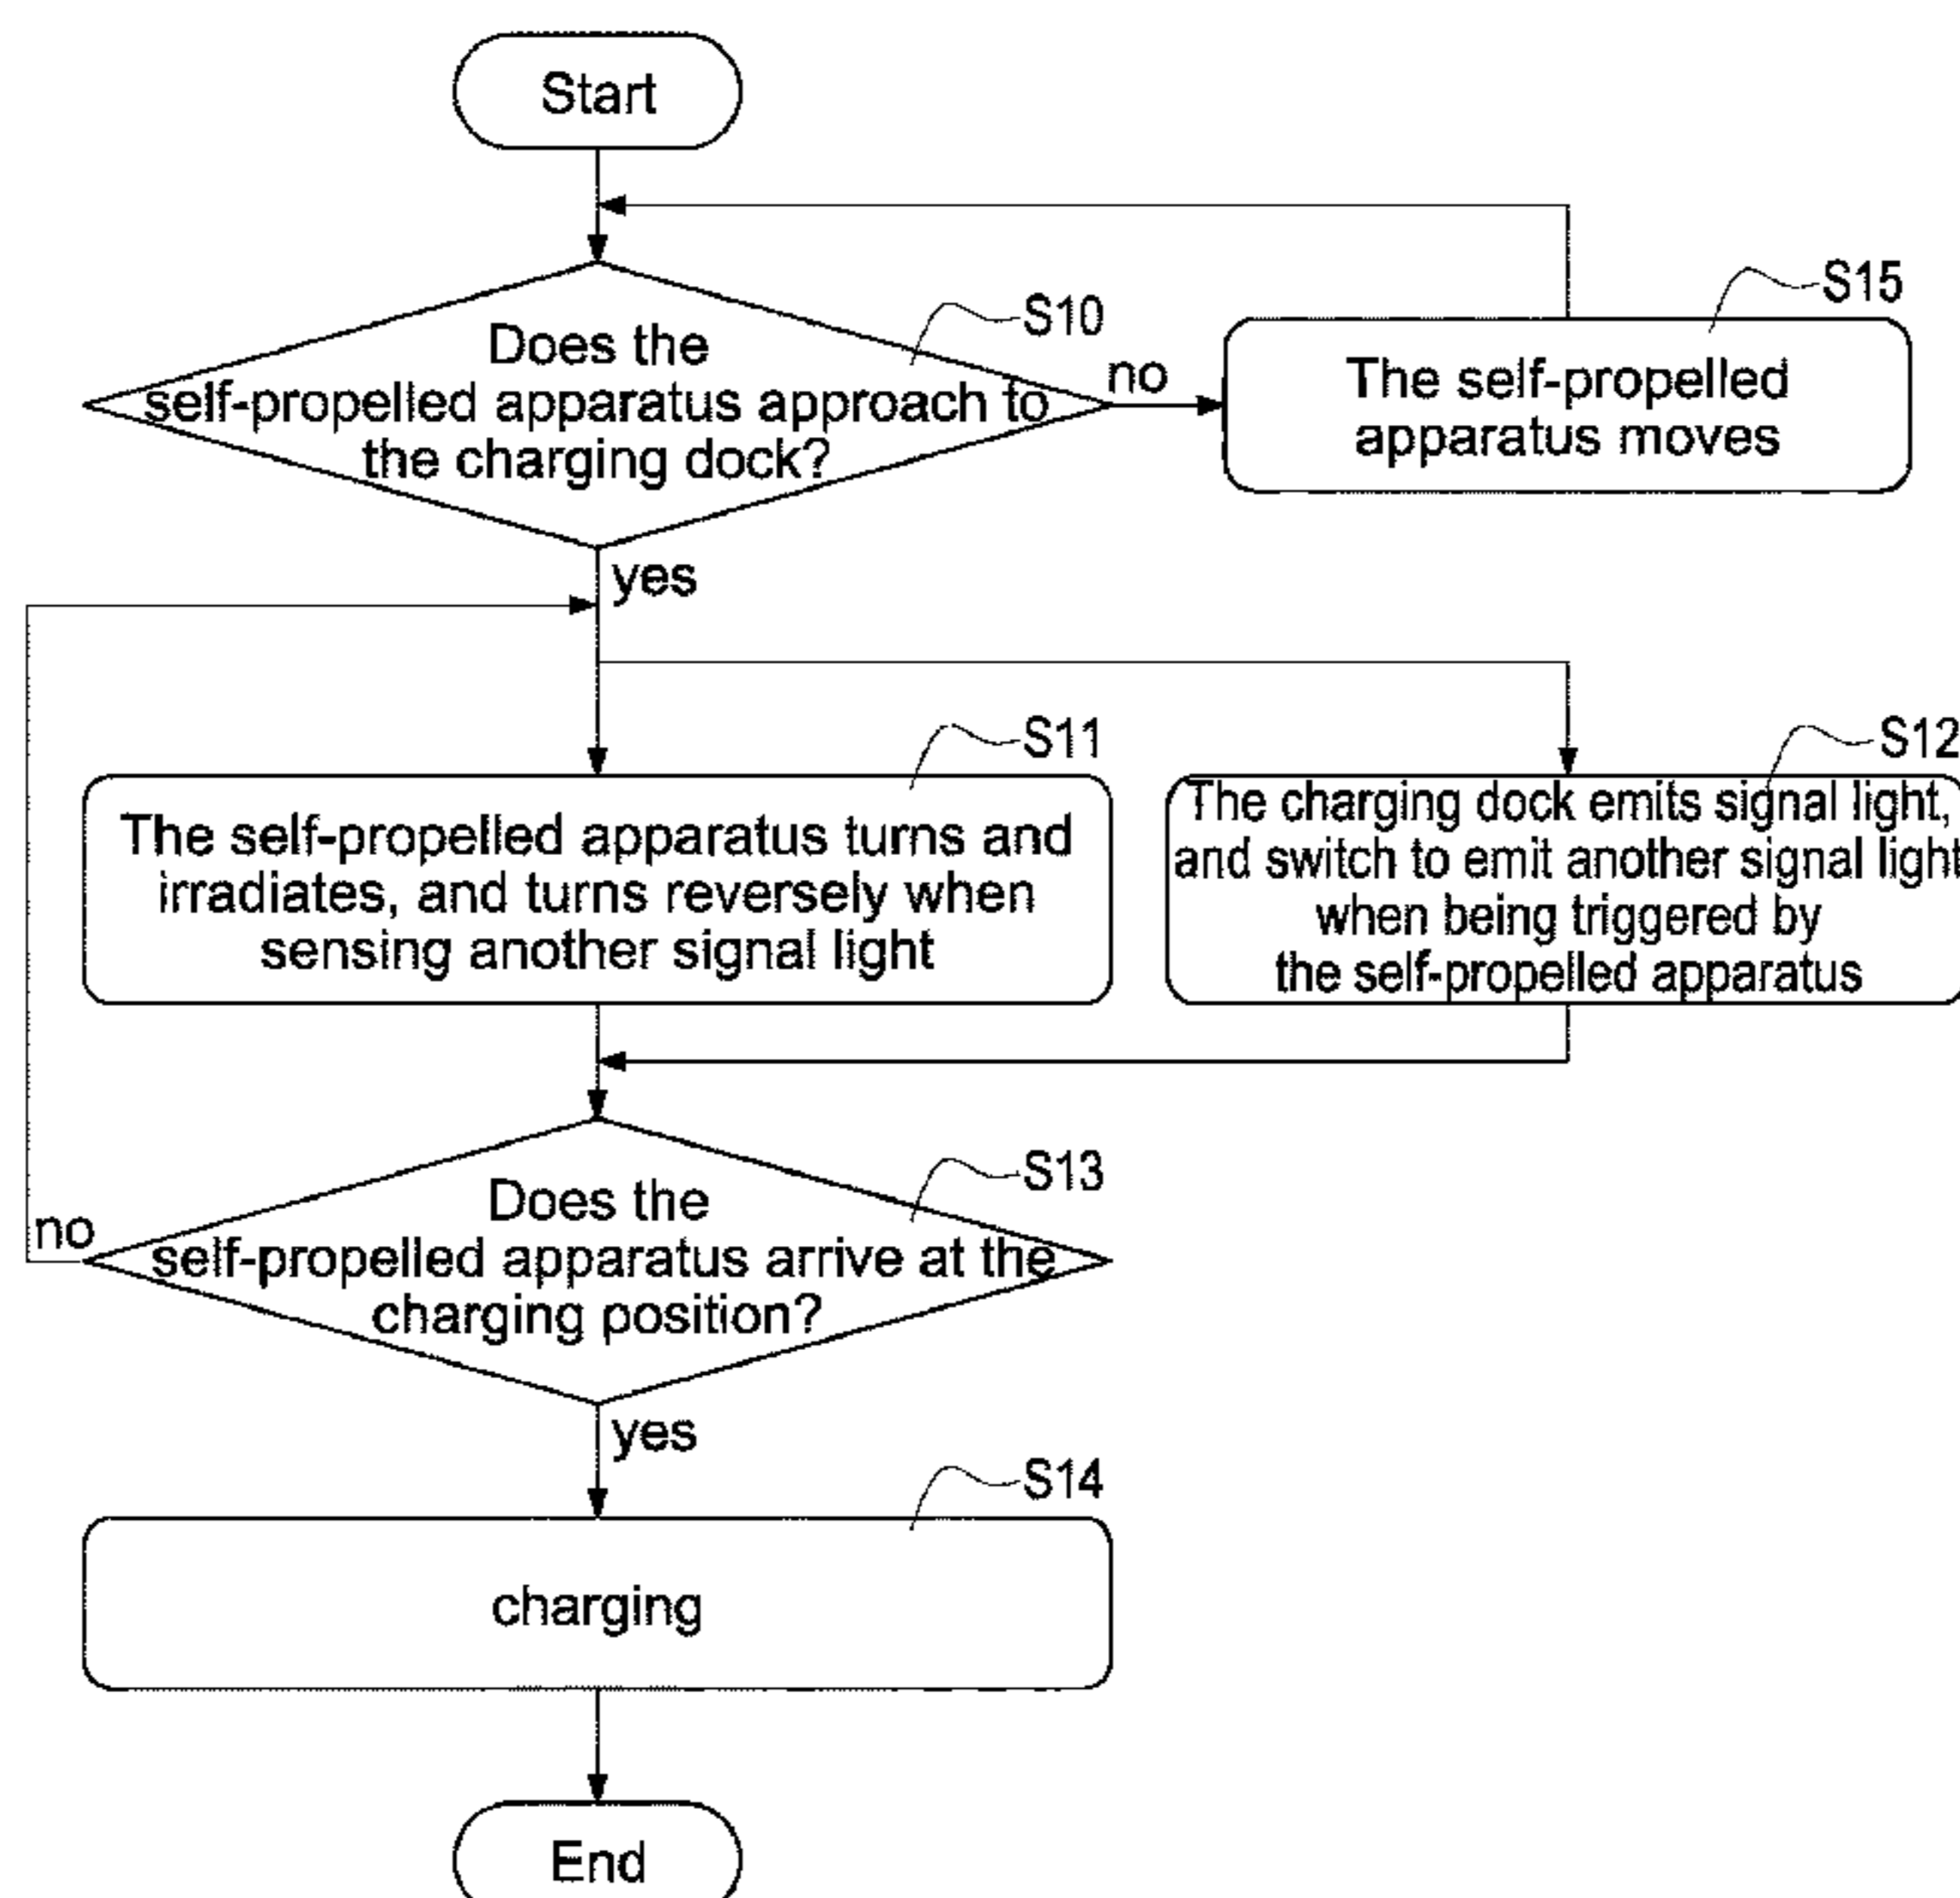 Start
S10
Does the
self-propelled apparatus approach to
the charging dock?
no
S15
The self-propelled
apparatus moves
yes
S11
The self-propelled apparatus turns and
irradiates, and turns reversely when
sensing another signal light
S12
The charging dock emits signal light,
and switch to emit another signal light
when being triggered by
the self-propelled apparatus
S13
Does the
self-propelled apparatus arrive at the
charging position?
no
yes
S14
charging
End